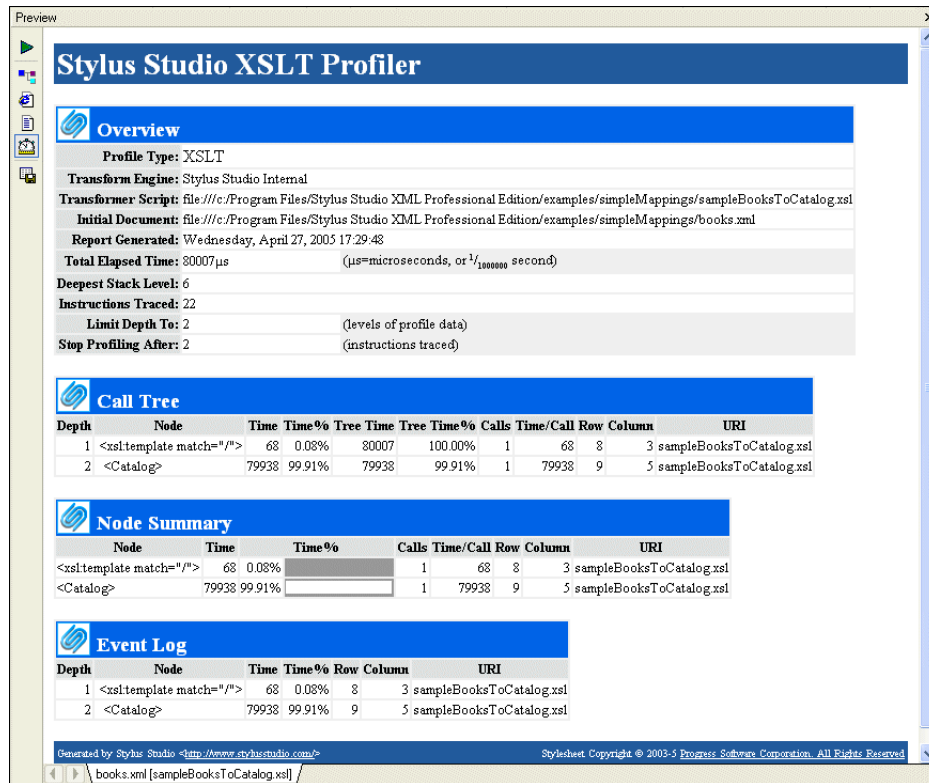 Preview
Stylus Studio XSLT Profiler
Overview
Profile Type: XSLT
Transform Engine: Stylus Studio Internal
Transformer Script: file:///c:/Program Files/Stylus Studio XML Professional Edition/examples/simpleMappings/sampleBooksToCatalog.xsl
Initial Document: file:///c:/Program Files/Stylus Studio XML Professional Edition/examples/simpleMappings/books.xml
Report Generated: Wednesday, April 27, 2005 17:29:48
Total Elapsed Time: 80007µs (µs=microseconds, or 1/1000000 second)
Deepest Stack Level: 6
Instructions Traced: 22
Limit Depth To: 2 (levels of profile data)
Stop Profiling After: 2 (instructions traced)
Call Tree
Depth Node Time Time% Tree Time Tree Time% Calls Time/Call Row Column URI
1 <xsl:template match="/"> 68 0.08% 80007 100.00% 1 68 8 3 sampleBooksToCatalog.xsl
2 <Catalog> 79938 99.91% 79938 99.91% 1 79938 9 5 sampleBooksToCatalog.xsl
Node Summary
Node Time Time% Calls Time/Call Row Column URI
<xsl:template match="/"> 68 0.08% 1 68 8 3 sampleBooksToCatalog.xsl
<Catalog> 79938 99.91% 1 79938 9 5 sampleBooksToCatalog.xsl
Event Log
Depth Node Time Time% Row Column URI
1 <xsl:template match="/"> 68 0.08% 8 3 sampleBooksToCatalog.xsl
2 <Catalog> 79938 99.91% 9 5 sampleBooksToCatalog.xsl
Generated by Stylus Studio <http://www.stylusstudio.com/> Stylesheet Copyright © 2003-5 Progress Software Corporation. All Rights Reserved
books.xml [sampleBooksToCatalog.xsl]